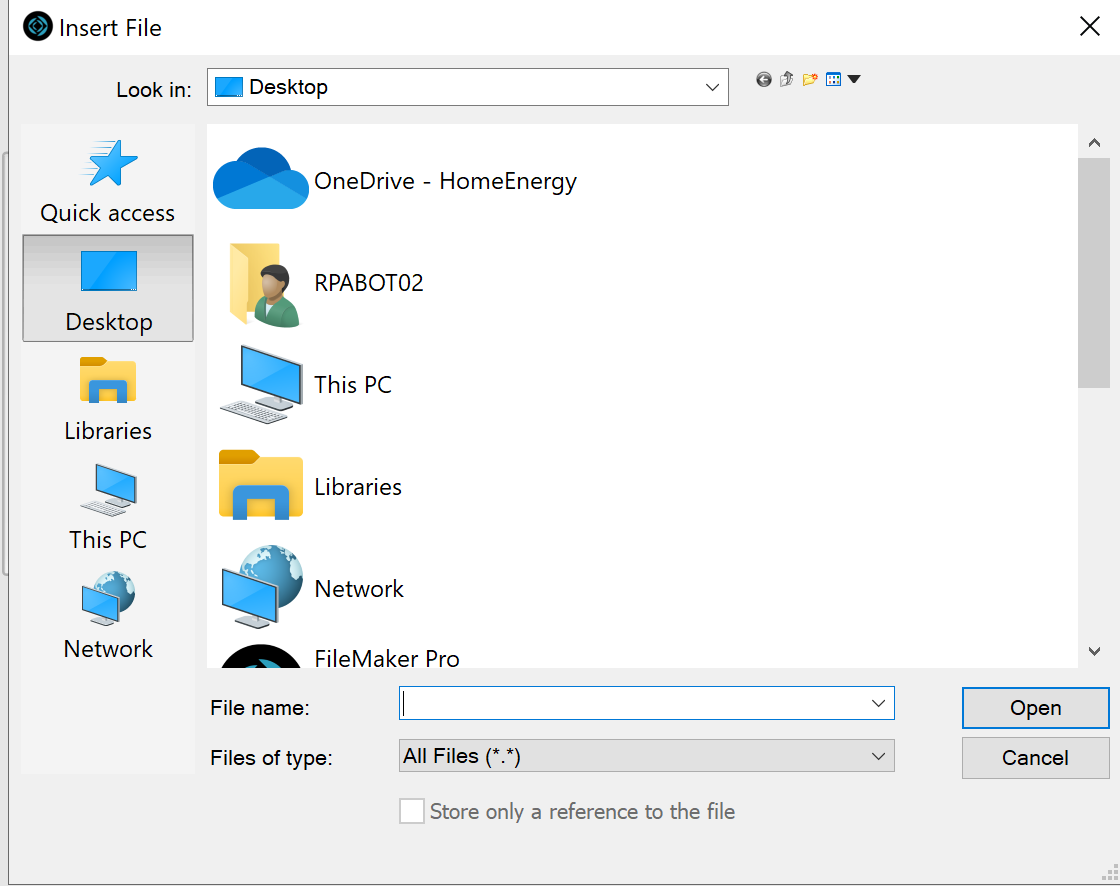 Insert File
Look in:
Desktop
Quick access
Desktop
Libraries
This PC
Network
OneDrive - HomeEnergy
RPABOT02
This PC
Libraries
Network
FileMaker Pro
File name:
Open
Files of type:
All Files (*.*)
Cancel
Store only a reference to the file